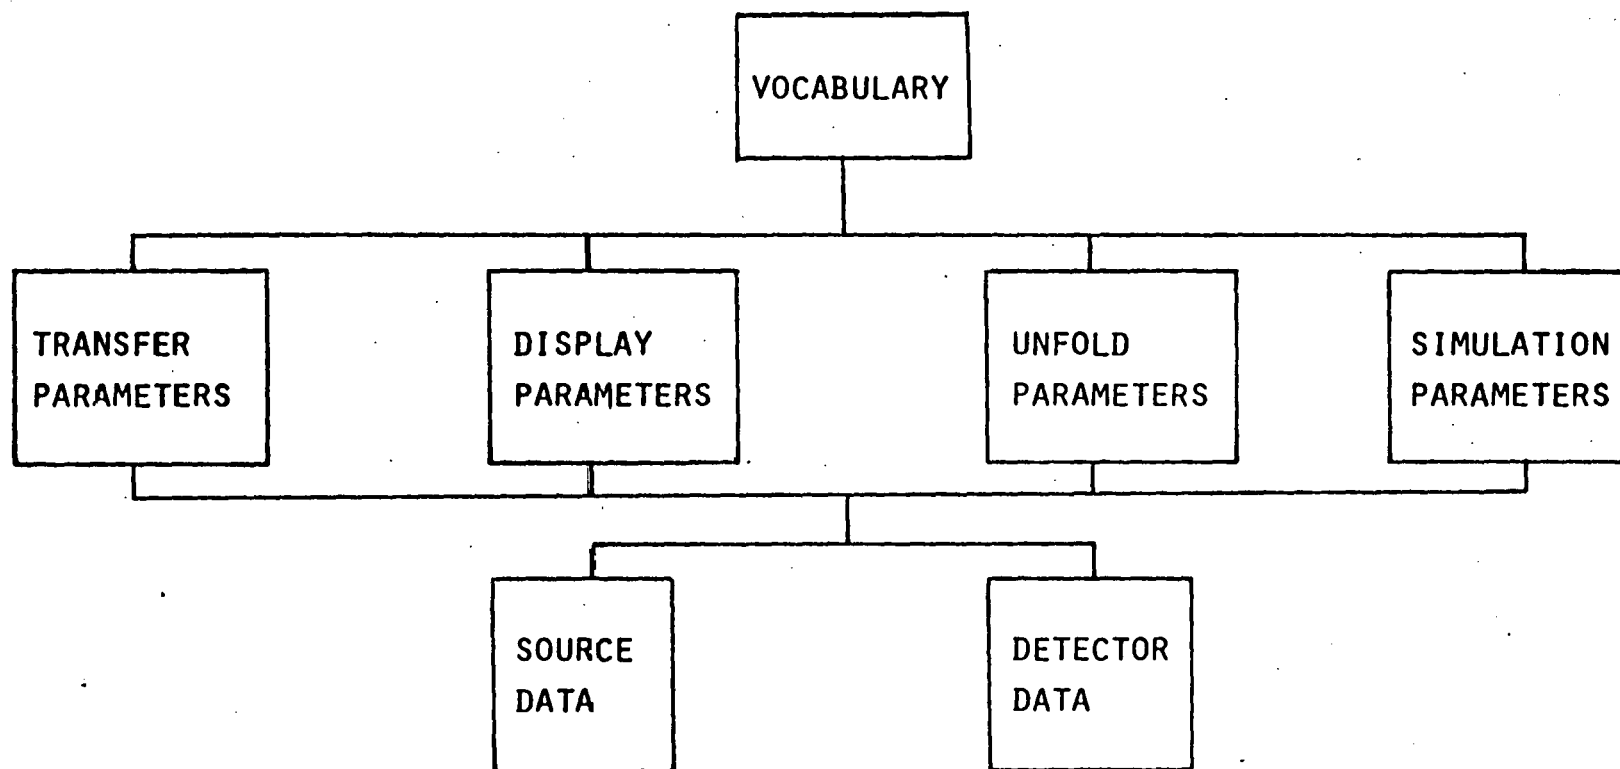 VOCABULARY
TRANSFER
PARAMETERS
DISPLAY
PARAMETERS
UNFOLD
PARAMETERS
SIMULATION
PARAMETERS
SOURCE
DATA
DETECTOR
DATA